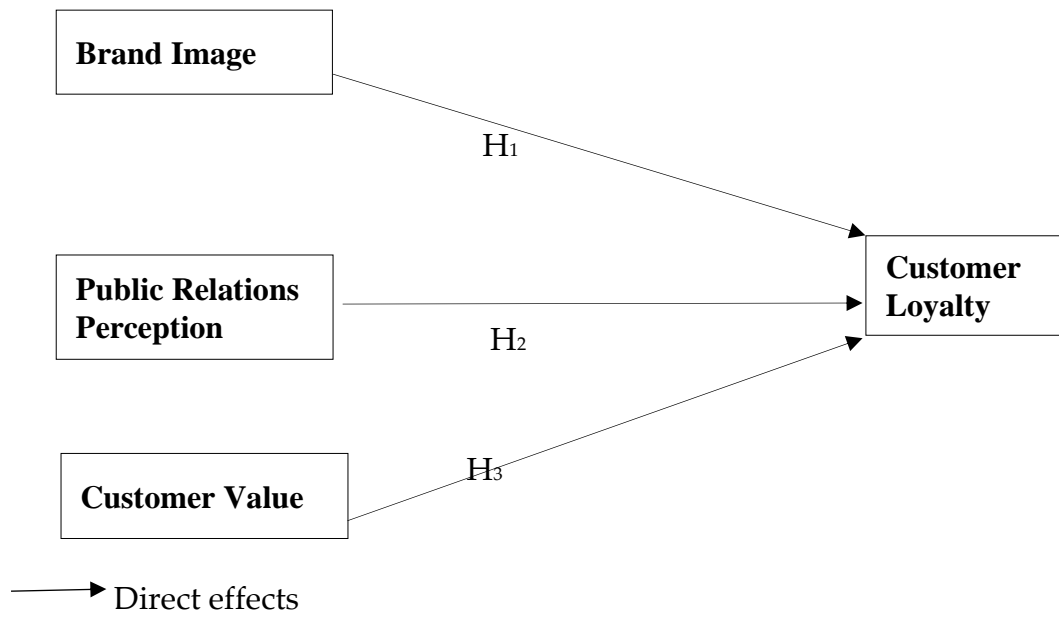 Brand Image
H₁
Public Relations
Perception
Customer
Loyalty
H₂
H₃
Customer Value
Direct effects